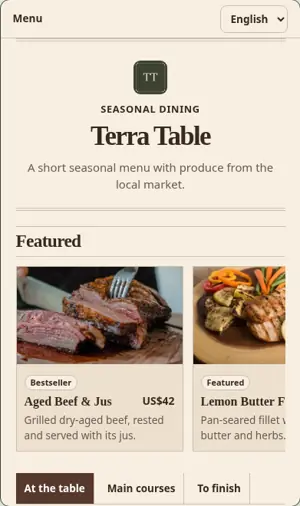 Menu
English
TT
SEASONAL DINING
Terra Table
A short seasonal menu with produce from the
local market.
Featured
Bestseller
Aged Beef & Jus US$42
Grilled dry-aged beef, rested
and served with its jus.
Featured
Lemon Butter F
Pan-seared fillet
butter and herbs.
At the table
Main courses
To finish